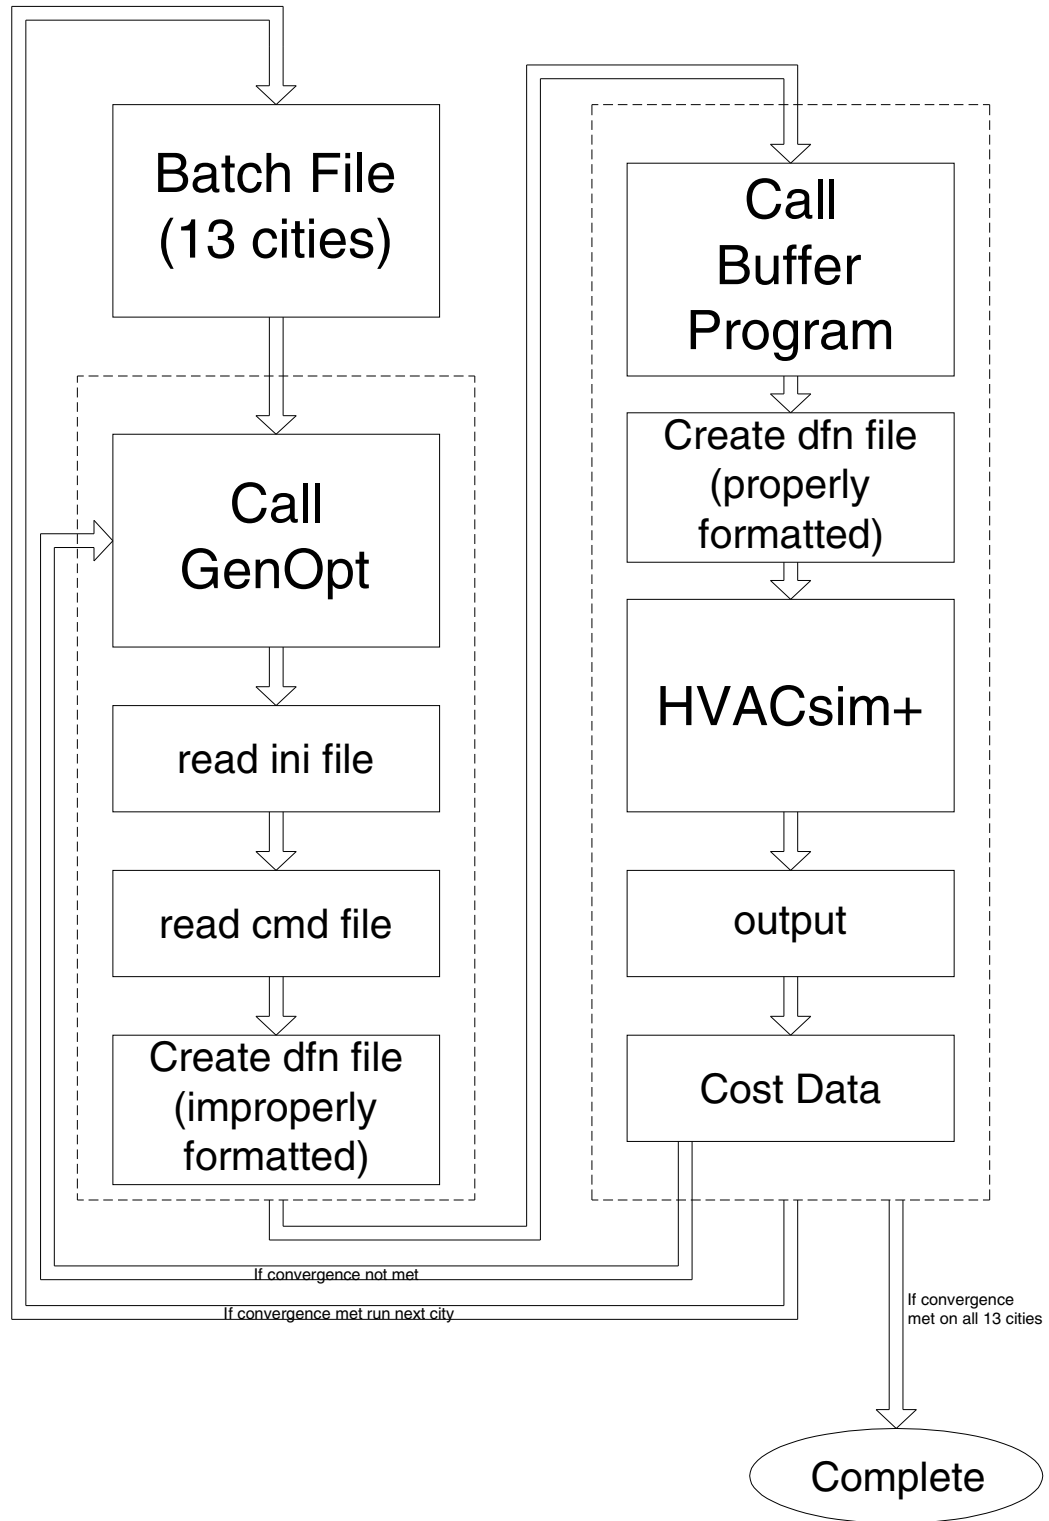 Batch File
(13 cities)
Call
GenOpt
read ini file
read cmd file
Create dfn file
(improperly
formatted)
Call
Buffer
Program
Create dfn file
(properly
formatted)
HVACsim+
output
Cost Data
If convergence not met
If convergence met run next city
If convergence
met on all 13 cities
Complete